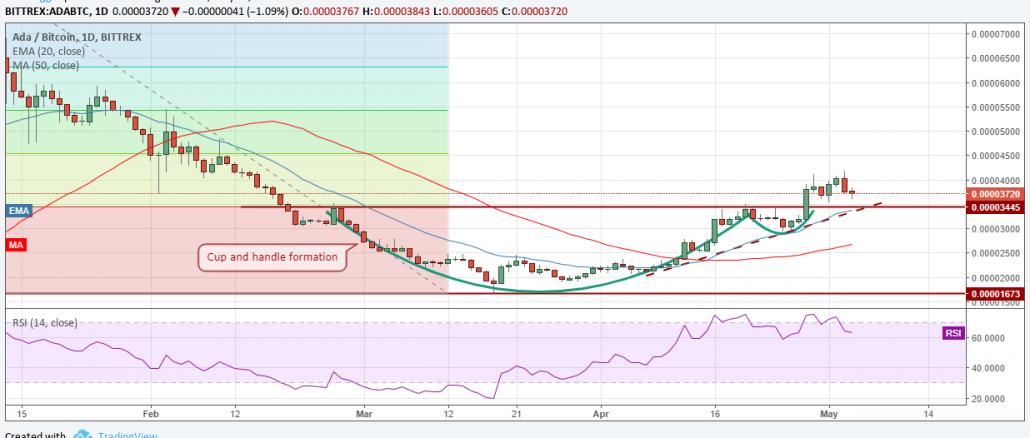 BITTREX:ADABTC, 1D 0.00003720 ▼ −0.00000041 (−1.09%) O:0.00003767 H:0.00003843 L:0.00003605 C:0.00003720
Ada / Bitcoin, 1D, BITTREX
EMA (20, close)
MA (50, close)
0.00007000
0.00006500
0.00006000
0.00005500
0.00005000
0.00004500
0.00004000
0.00003720
0.00003445
0.00003000
0.00002500
0.00002000
0.00001673
0.00001500
EMA
MA
Cup and handle formation
RSI (14, close)
RSI
60.0000
40.0000
20.0000
15 Feb 12 Mar 12 21 Apr 16 May 14
Created with TradingView